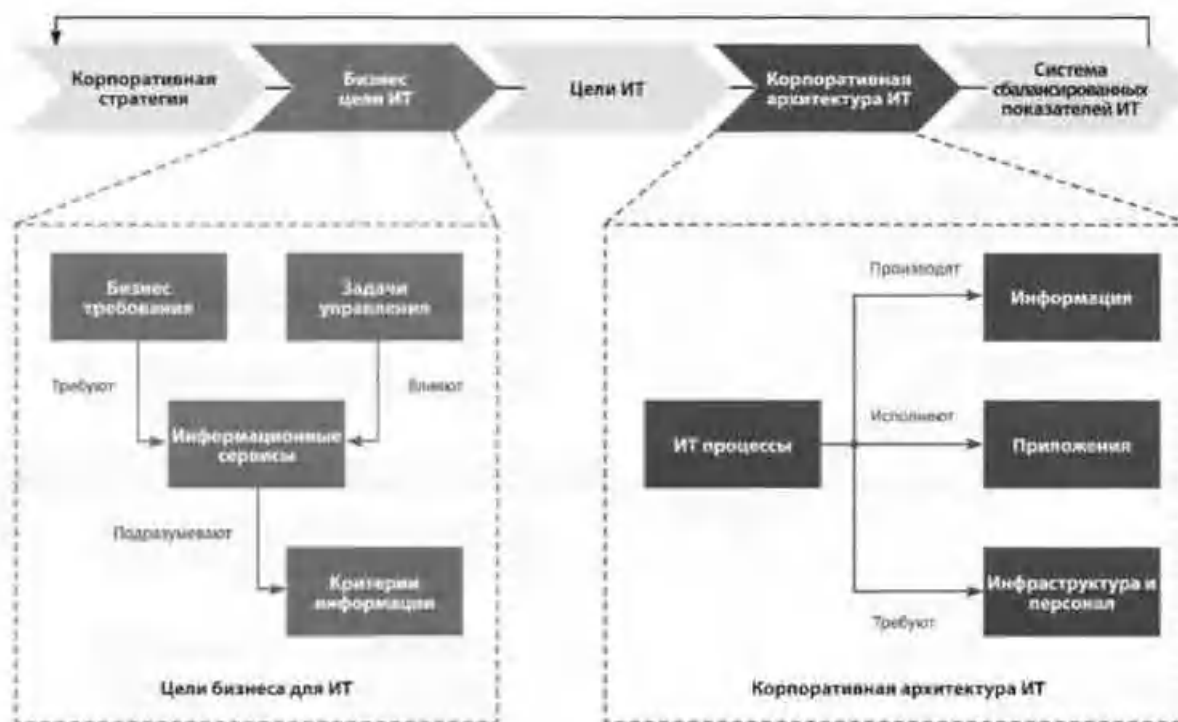 Корпоративная
стратегия
Бизнес
цели ИТ
Цели ИТ
Корпоративная
архитектура ИТ
Система
сбалансированных
показателей ИТ
Бизнес
требования
Задачи
управления
Требуют
Влияют
Информационные
сервисы
Подразумевают
Критерии
информации
Цели бизнеса для ИТ
Производят
Информация
ИТ процессы
Исполняют
Приложения
Инфраструктура и
персонал
Требуют
Корпоративная архитектура ИТ